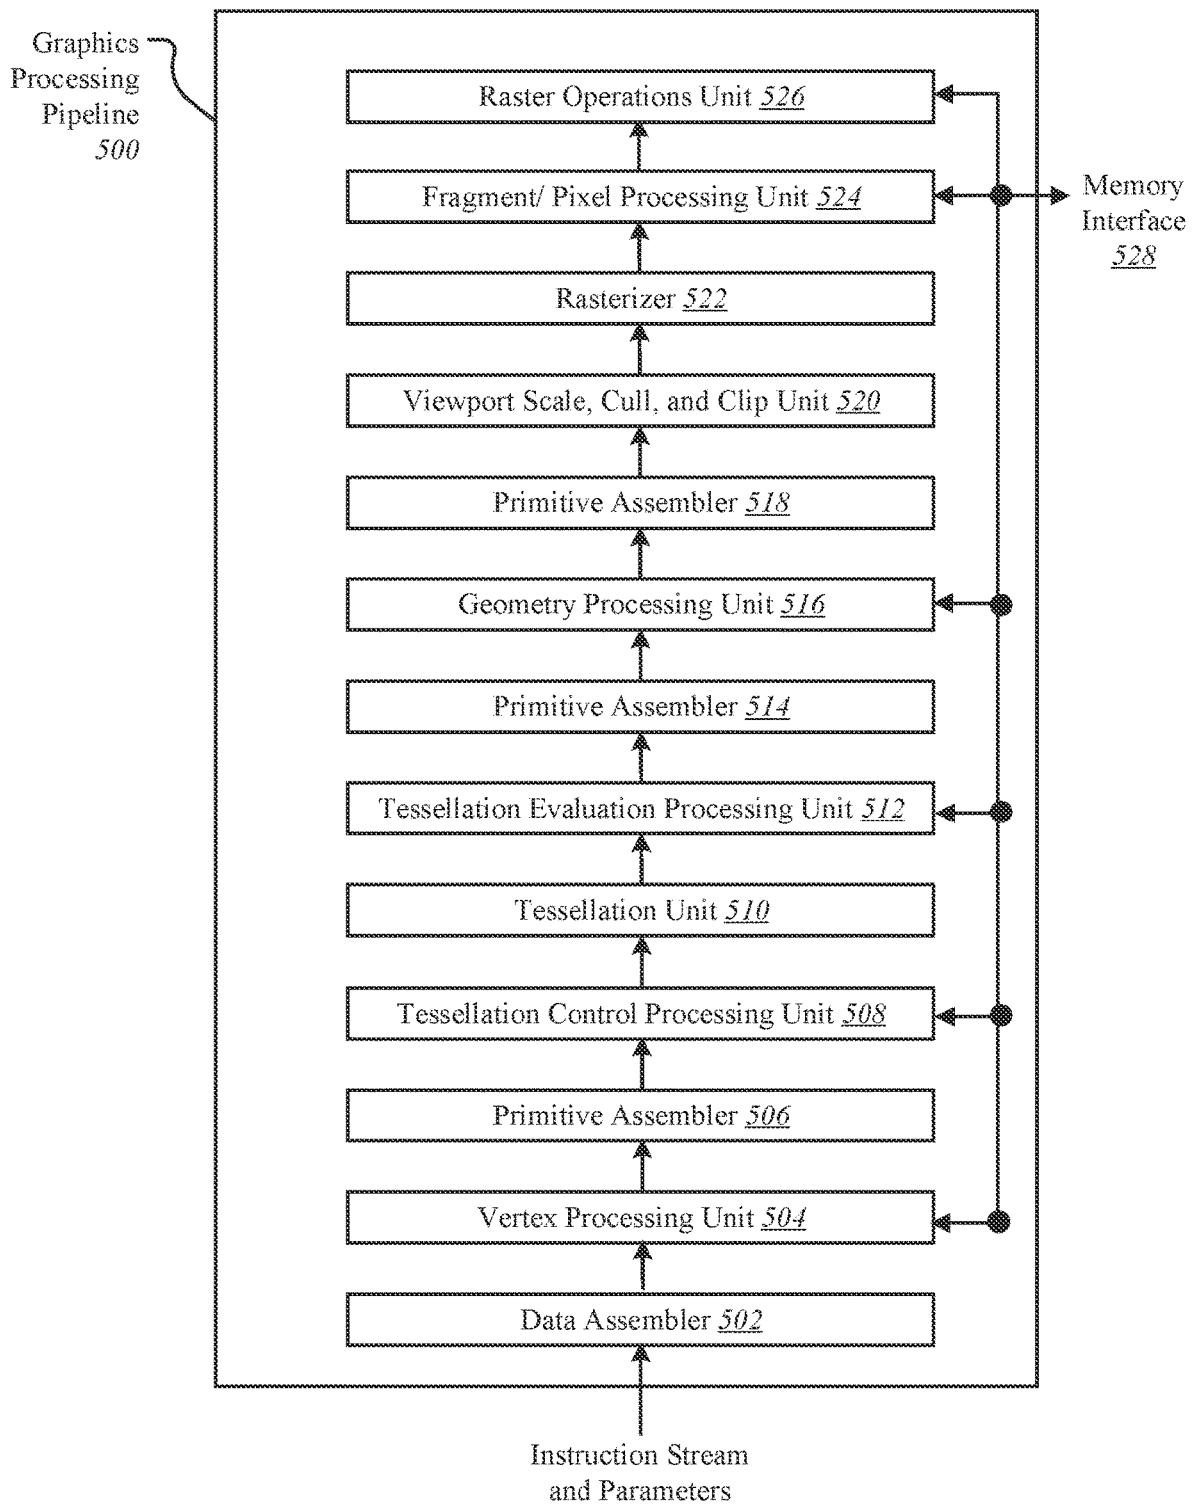 Graphics
Processing
Pipeline
500
Raster Operations Unit 526
Fragment/ Pixel Processing Unit 524
Memory
Interface
528
Rasterizer 522
Viewport Scale, Cull, and Clip Unit 520
Primitive Assembler 518
Geometry Processing Unit 516
Primitive Assembler 514
Tessellation Evaluation Processing Unit 512
Tessellation Unit 510
Tessellation Control Processing Unit 508
Primitive Assembler 506
Vertex Processing Unit 504
Data Assembler 502
Instruction Stream
and Parameters